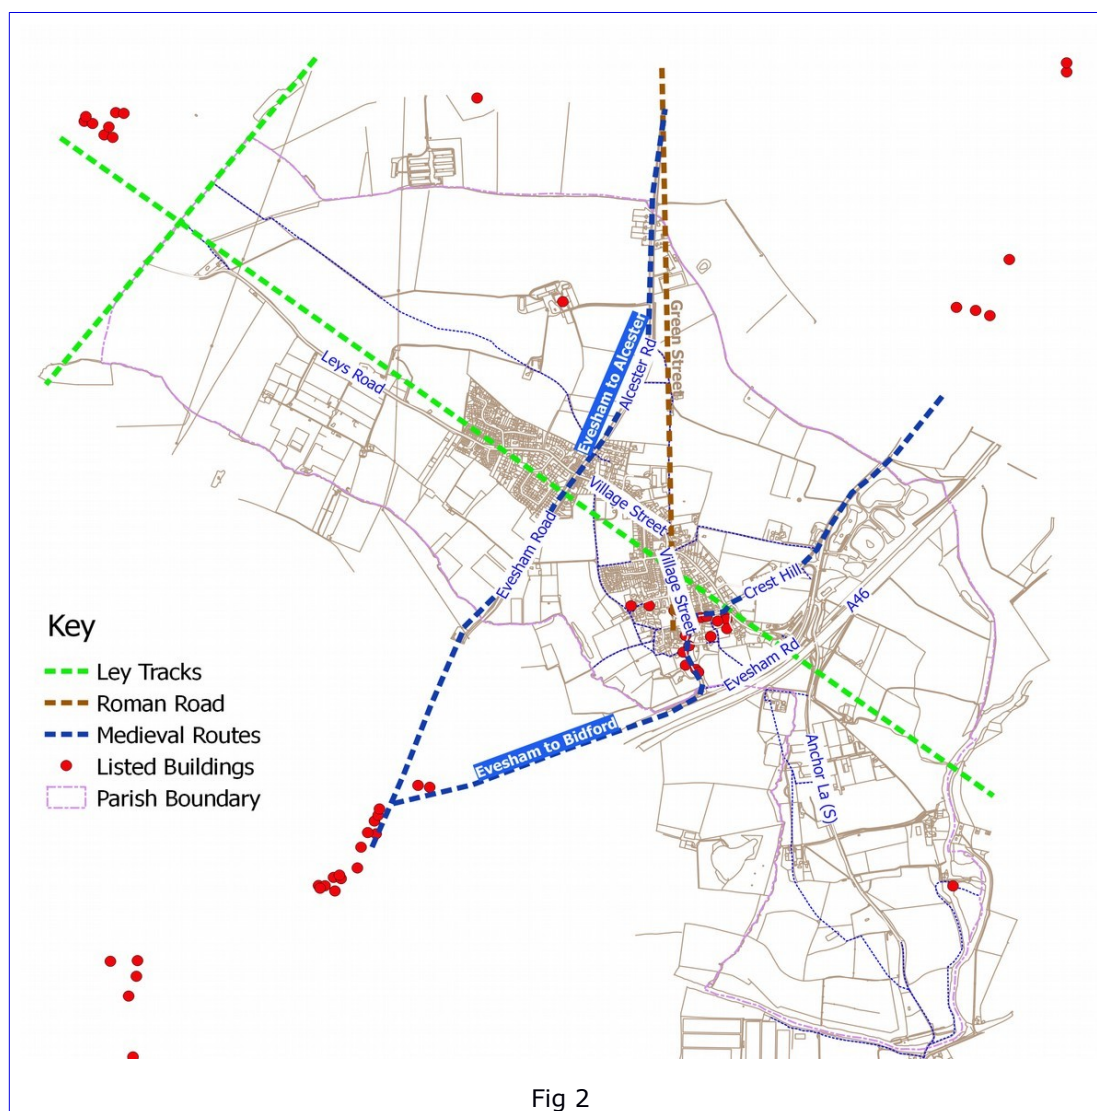 Green Street
Evesham to Alcester
Alcester Rd
Leys Road
Village Street
Evesham Road
Village Street
Crest Hill
A46
Evesham Rd
Evesham to Bidford
Anchor La (S)
Key
Ley Tracks
Roman Road
Medieval Routes
Listed Buildings
Parish Boundary
Fig 2